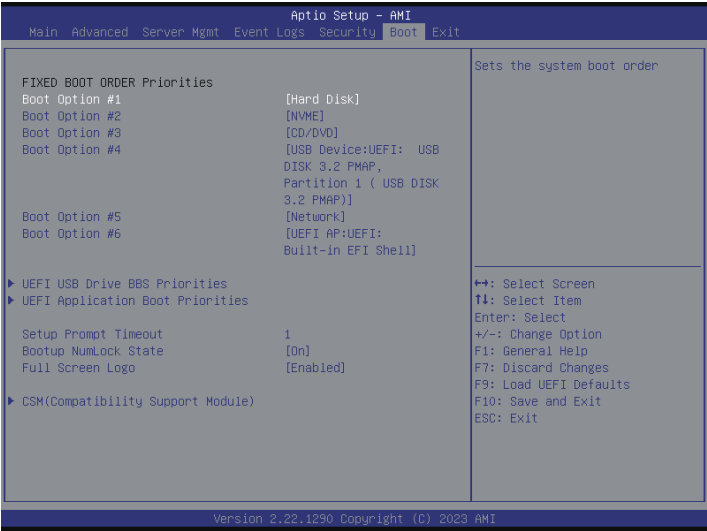 Aptio Setup – AMI
Main Advanced Server Mgmt Event Logs Security Boot Exit
FIXED BOOT ORDER Priorities
Boot Option #1 [Hard Disk]
Boot Option #2 [NVME]
Boot Option #3 [CD/DVD]
Boot Option #4 [USB Device:UEFI: USB
DISK 3.2 PMAP,
Partition 1 ( USB DISK
3.2 PMAP)]
Boot Option #5 [Network]
Boot Option #6 [UEFI AP:UEFI:
Built-in EFI Shell]
UEFI USB Drive BBS Priorities
UEFI Application Boot Priorities
Setup Prompt Timeout 1
Bootup NumLock State [On]
Full Screen Logo [Enabled]
CSM(Compatibility Support Module)
Sets the system boot order
↔: Select Screen
↑↓: Select Item
Enter: Select
+/-: Change Option
F1: General Help
F7: Discard Changes
F9: Load UEFI Defaults
F10: Save and Exit
ESC: Exit
Version 2.22.1290 Copyright (C) 2023 AMI